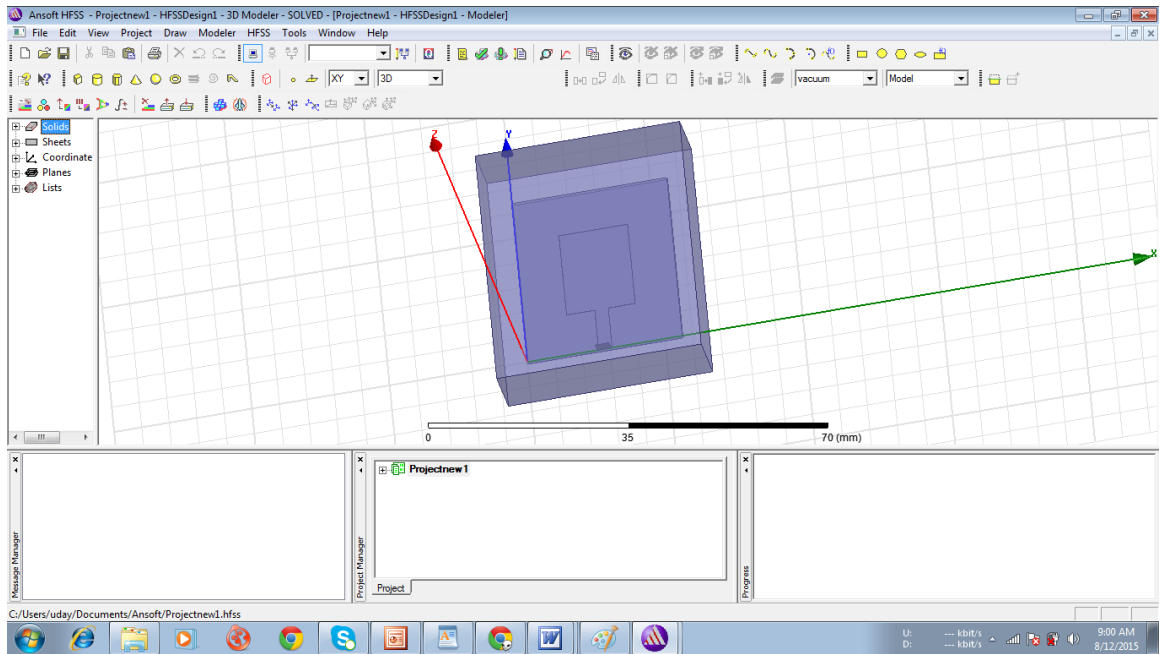 Ansoft HFSS - Projectnew1 - HFSSDesign1 - 3D Modeler - SOLVED - [Projectnew1 - HFSSDesign1 - Modeler]
File Edit View Project Draw Modeler HFSS Tools Window Help
XY 3D vacuum Model
Solids
Sheets
Coordinate
Planes
Lists
Z Y
X
0 35 70 (mm)
Message Manager
Project Manager
Projectnew1
Project
Progress
C:/Users/uday/Documents/Ansoft/Projectnew1.hfss
U: --- kbit/s
D: --- kbit/s
9:00 AM
8/12/2015